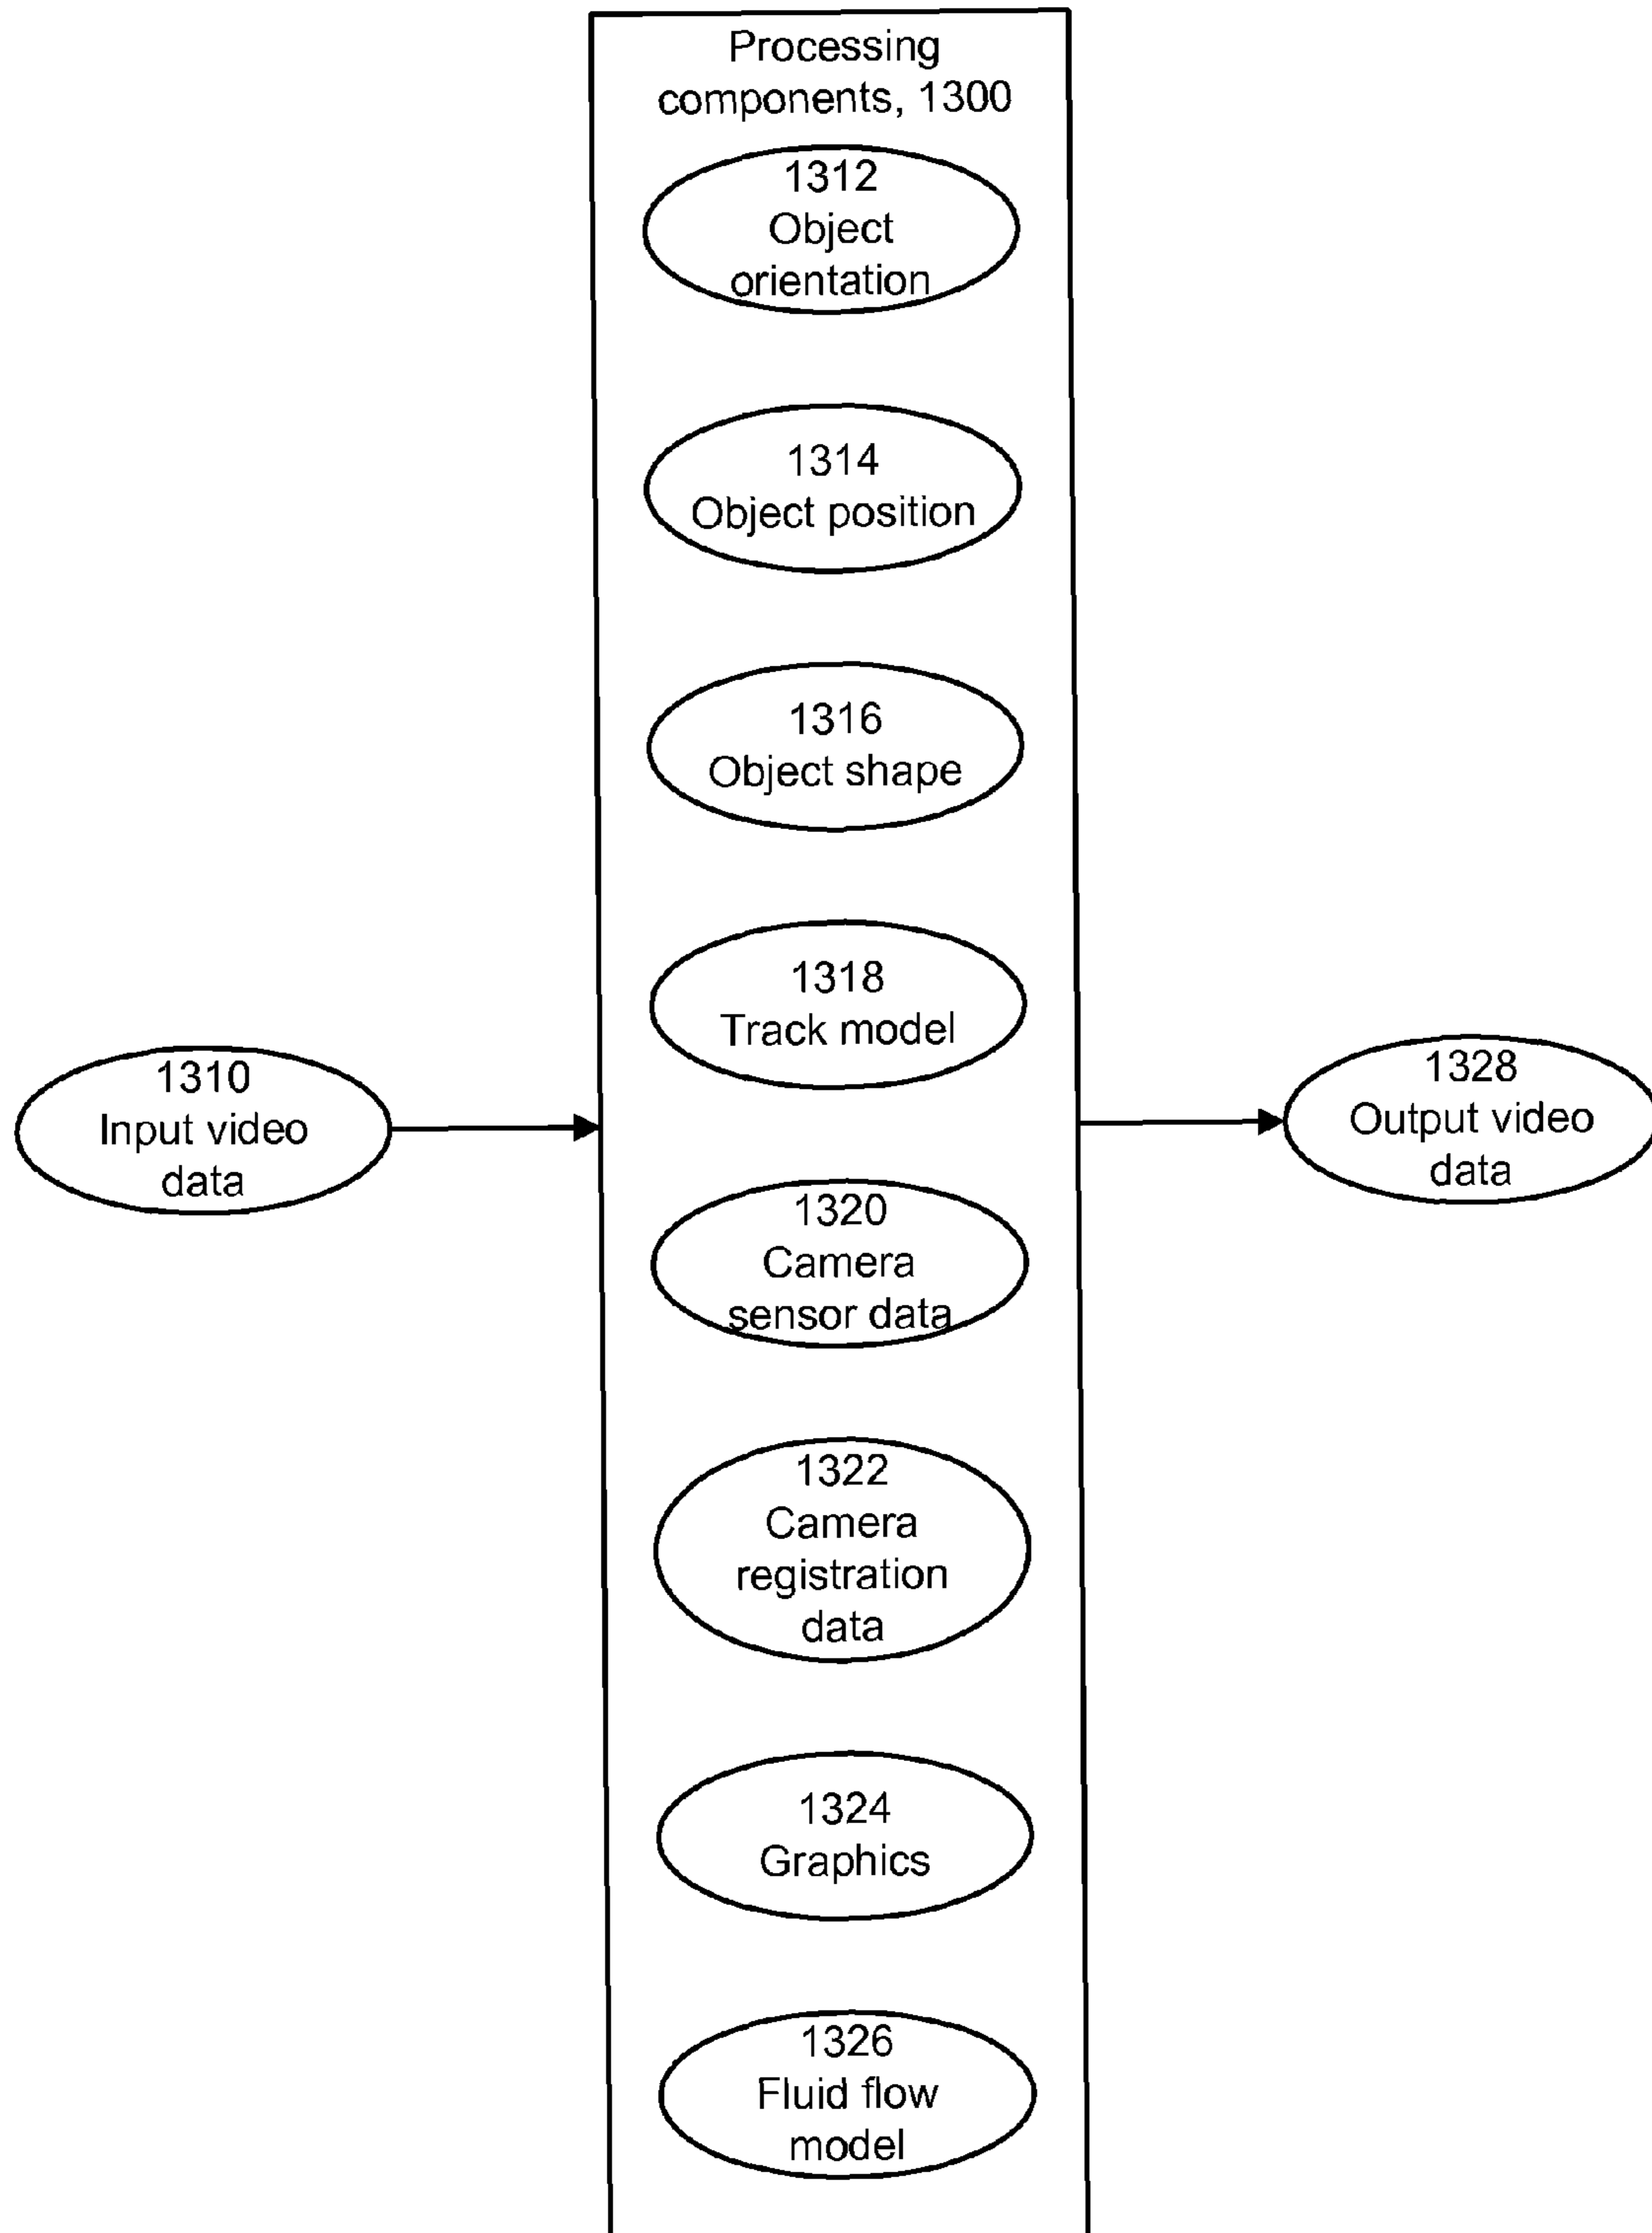 Processing
components, 1300
1312
Object
orientation
1314
Object position
1316
Object shape
1318
Track model
1310
Input video
data
1328
Output video
data
1320
Camera
sensor data
1322
Camera
registration
data
1324
Graphics
1326
Fluid flow
model